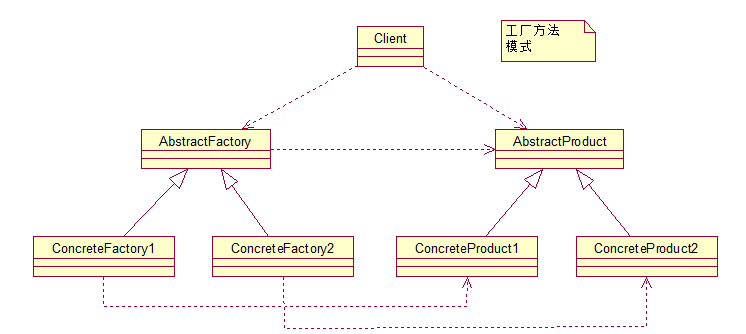 Client
工厂方法
模式
AbstractFactory
AbstractProduct
ConcreteFactory1
ConcreteFactory2
ConcreteProduct1
ConcreteProduct2